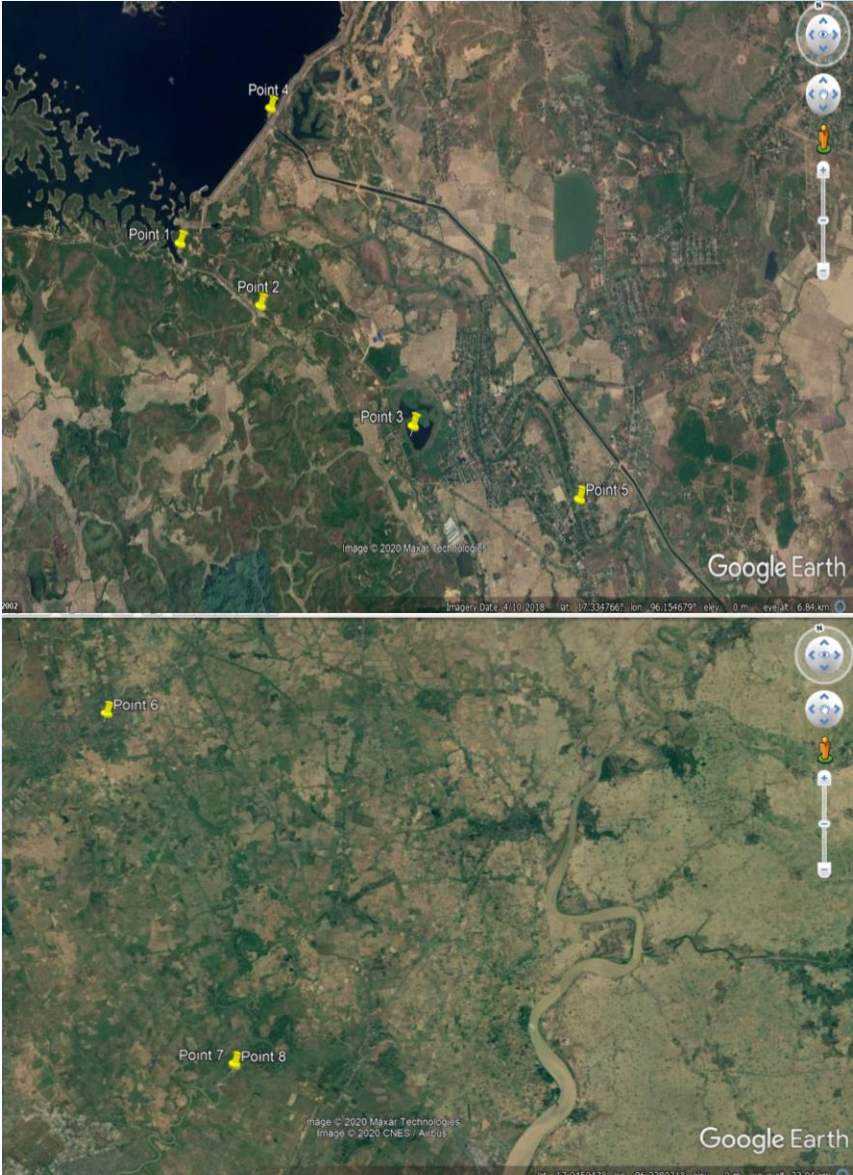 N
Point 4
Point 1
Point 2
Point 3
Point 5
Image © 2020 Maxar Technologies
Google Earth
2002
Imagery Date: 4/10/2018 lat 17.334766° lon 96.154679° elev 0 m eye alt 6.84 km
N
Point 6
Point 7 Point 8
Image © 2020 Maxar Technologies
Image © 2020 CNES / Airbus
Google Earth